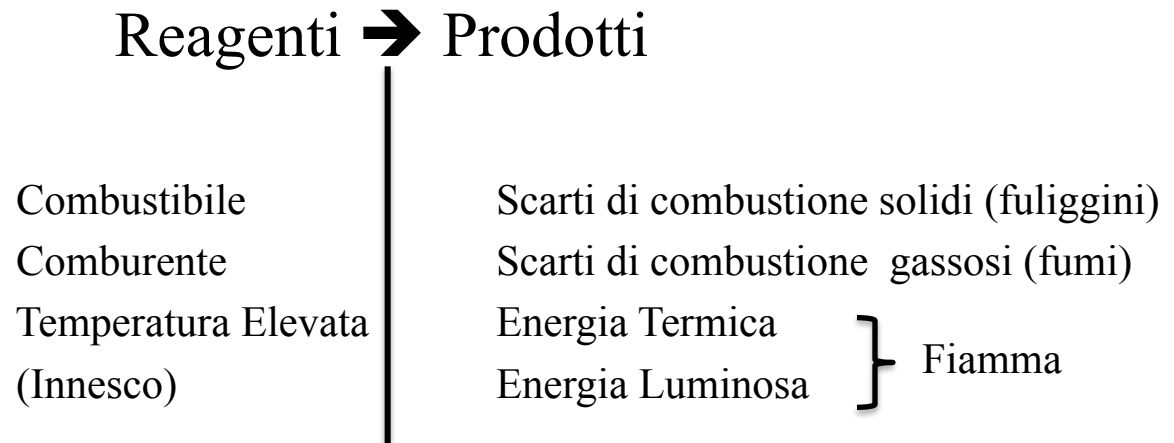 Reagenti ➔ Prodotti
Combustibile
Comburente
Temperatura Elevata
(Innesco)
Scarti di combustione solidi (fuliggini)
Scarti di combustione gassosi (fumi)
Energia Termica
Energia Luminosa
Fiamma